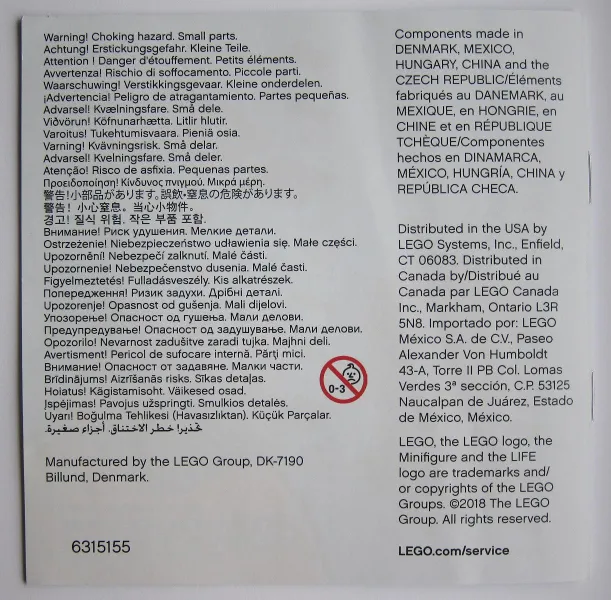 Warning! Choking hazard. Small parts.
Achtung! Erstickungsgefahr. Kleine Teile.
Attention ! Danger d'étouffement. Petits éléments.
Avvertenza! Rischio di soffocamento. Piccole parti.
Waarschuwing! Verstikkingsgevaar. Kleine onderdelen.
¡Advertencia! Peligro de atragantamiento. Partes pequeñas.
Advarsel! Kvælningsfare. Små dele.
Viðvörun! Köfnunarhætta. Litlir hlutir.
Varoitus! Tukehtumisvaara. Pieniä osia.
Varning! Kvävningsrisk. Små delar.
Advarsel! Kvelningsfare. Små deler.
Atenção! Risco de asfixia. Pequenas partes.
Προειδοποίηση! Κίνδυνος πνιγμού. Μικρά μέρη.
警告!小部品があります。誤飲・窒息の危険があります。
警告！ 小心窒息。 当心小物件。
경고! 질식 위험. 작은 부품 포함.
Внимание! Риск удушения. Мелкие детали.
Ostrzeżenie! Niebezpieczeństwo udławienia się. Małe części.
Upozornění! Nebezpečí zalknutí. Malé části.
Upozornenie! Nebezpečenstvo dusenia. Malé časti.
Figyelmeztetés! Fulladásveszély. Kis alkatrészek.
Попередження! Ризик задухи. Дрібні деталі.
Upozorenje! Opasnost od gušenja. Mali dijelovi.
Упозорење! Опасност од гушења. Мали делови.
Предупредување! Опасност од задушување. Мали делови.
Opozorilo! Nevarnost zadušitve zaradi tujka. Majhni deli.
Avertisment! Pericol de sufocare internă. Părţi mici.
Внимание! Опасност от задавяне. Малки части.
Brīdinājums! Aizrīšanās risks. Sīkas detaļas.
Hoiatus! Kägistamisoht. Väikesed osad.
Įspėjimas! Pavojus užspringti. Smulkios detalės.
Uyarı! Boğulma Tehlikesi (Havasızlıktan). Küçük Parçalar.
تحذير! خطر الاختناق. أجزاء صغيرة.
0-3
Manufactured by the LEGO Group, DK-7190
Billund, Denmark.
6315155
Components made in
DENMARK, MEXICO,
HUNGARY, CHINA and the
CZECH REPUBLIC/Éléments
fabriqués au DANEMARK, au
MEXIQUE, en HONGRIE, en
CHINE et en RÉPUBLIQUE
TCHÈQUE/Componentes
hechos en DINAMARCA,
MÉXICO, HUNGRÍA, CHINA y
REPÚBLICA CHECA.
Distributed in the USA by
LEGO Systems, Inc., Enfield,
CT 06083. Distributed in
Canada by/Distribué au
Canada par LEGO Canada
Inc., Markham, Ontario L3R
5N8. Importado por: LEGO
México S.A. de C.V., Paseo
Alexander Von Humboldt
43-A, Torre II PB Col. Lomas
Verdes 3ª sección, C.P. 53125
Naucalpan de Juárez, Estado
de México, México.
LEGO, the LEGO logo, the
Minifigure and the LIFE
logo are trademarks and/
or copyrights of the LEGO
Groups. ©2018 The LEGO
Group. All rights reserved.
LEGO.com/service